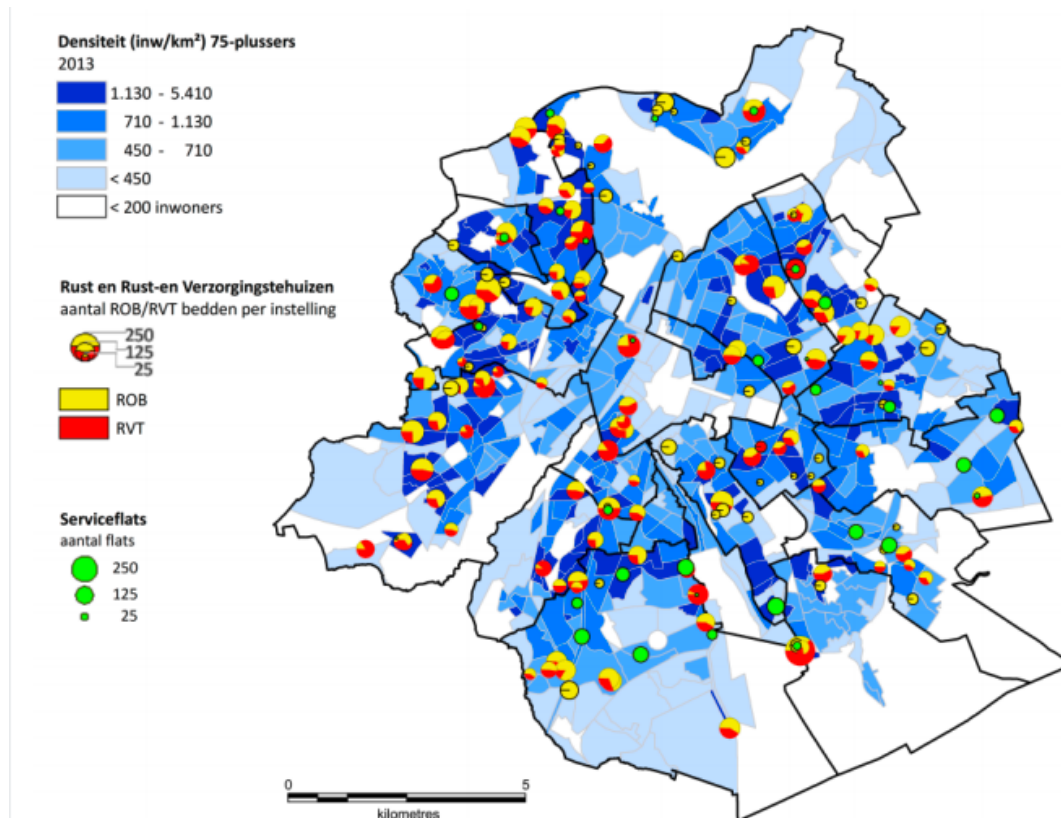 Densiteit (inw/km²) 75-plussers
2013
1.130 - 5.410
710 - 1.130
450 - 710
< 450
< 200 inwoners
Rust en Rust-en Verzorgingstehuizen
aantal ROB/RVT bedden per instelling
250
125
25
ROB
RVT
Serviceflats
aantal flats
250
125
25
0 5
kilometres